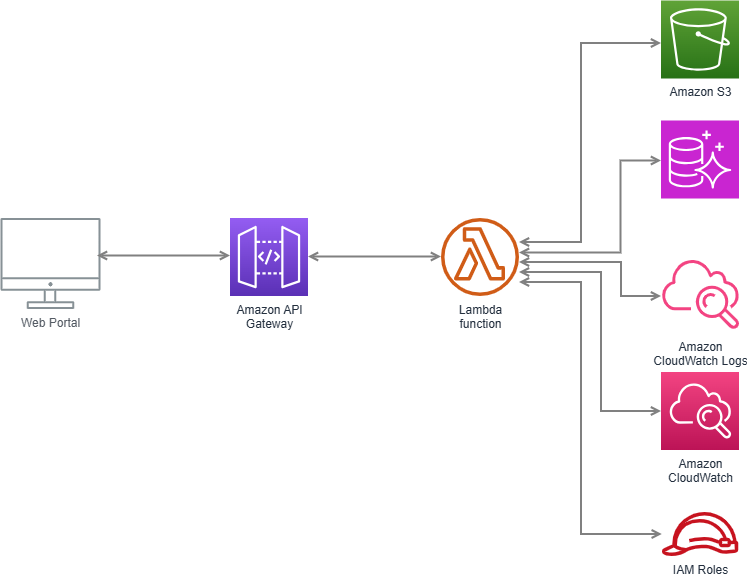 Amazon S3
Web Portal
Amazon API
Gateway
</>
Lambda
function
Amazon
CloudWatch Logs
Amazon
CloudWatch
IAM Roles